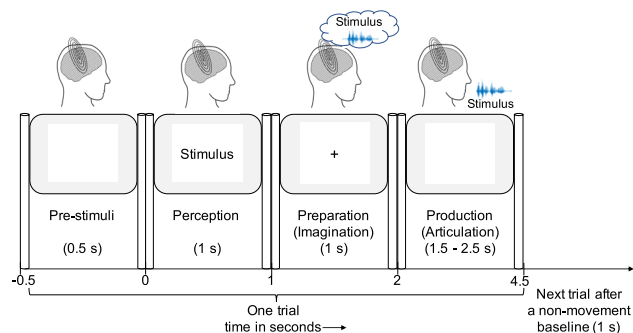 Stimulus
Stimulus
Stimulus
+
Pre-stimuli
(0.5 s)
Perception
(1 s)
Preparation
(Imagination)
(1 s)
Production
(Articulation)
(1.5 - 2.5 s)
-0.5
0
1
2
4.5
One trial
time in seconds
Next trial after
a non-movement
baseline (1 s)